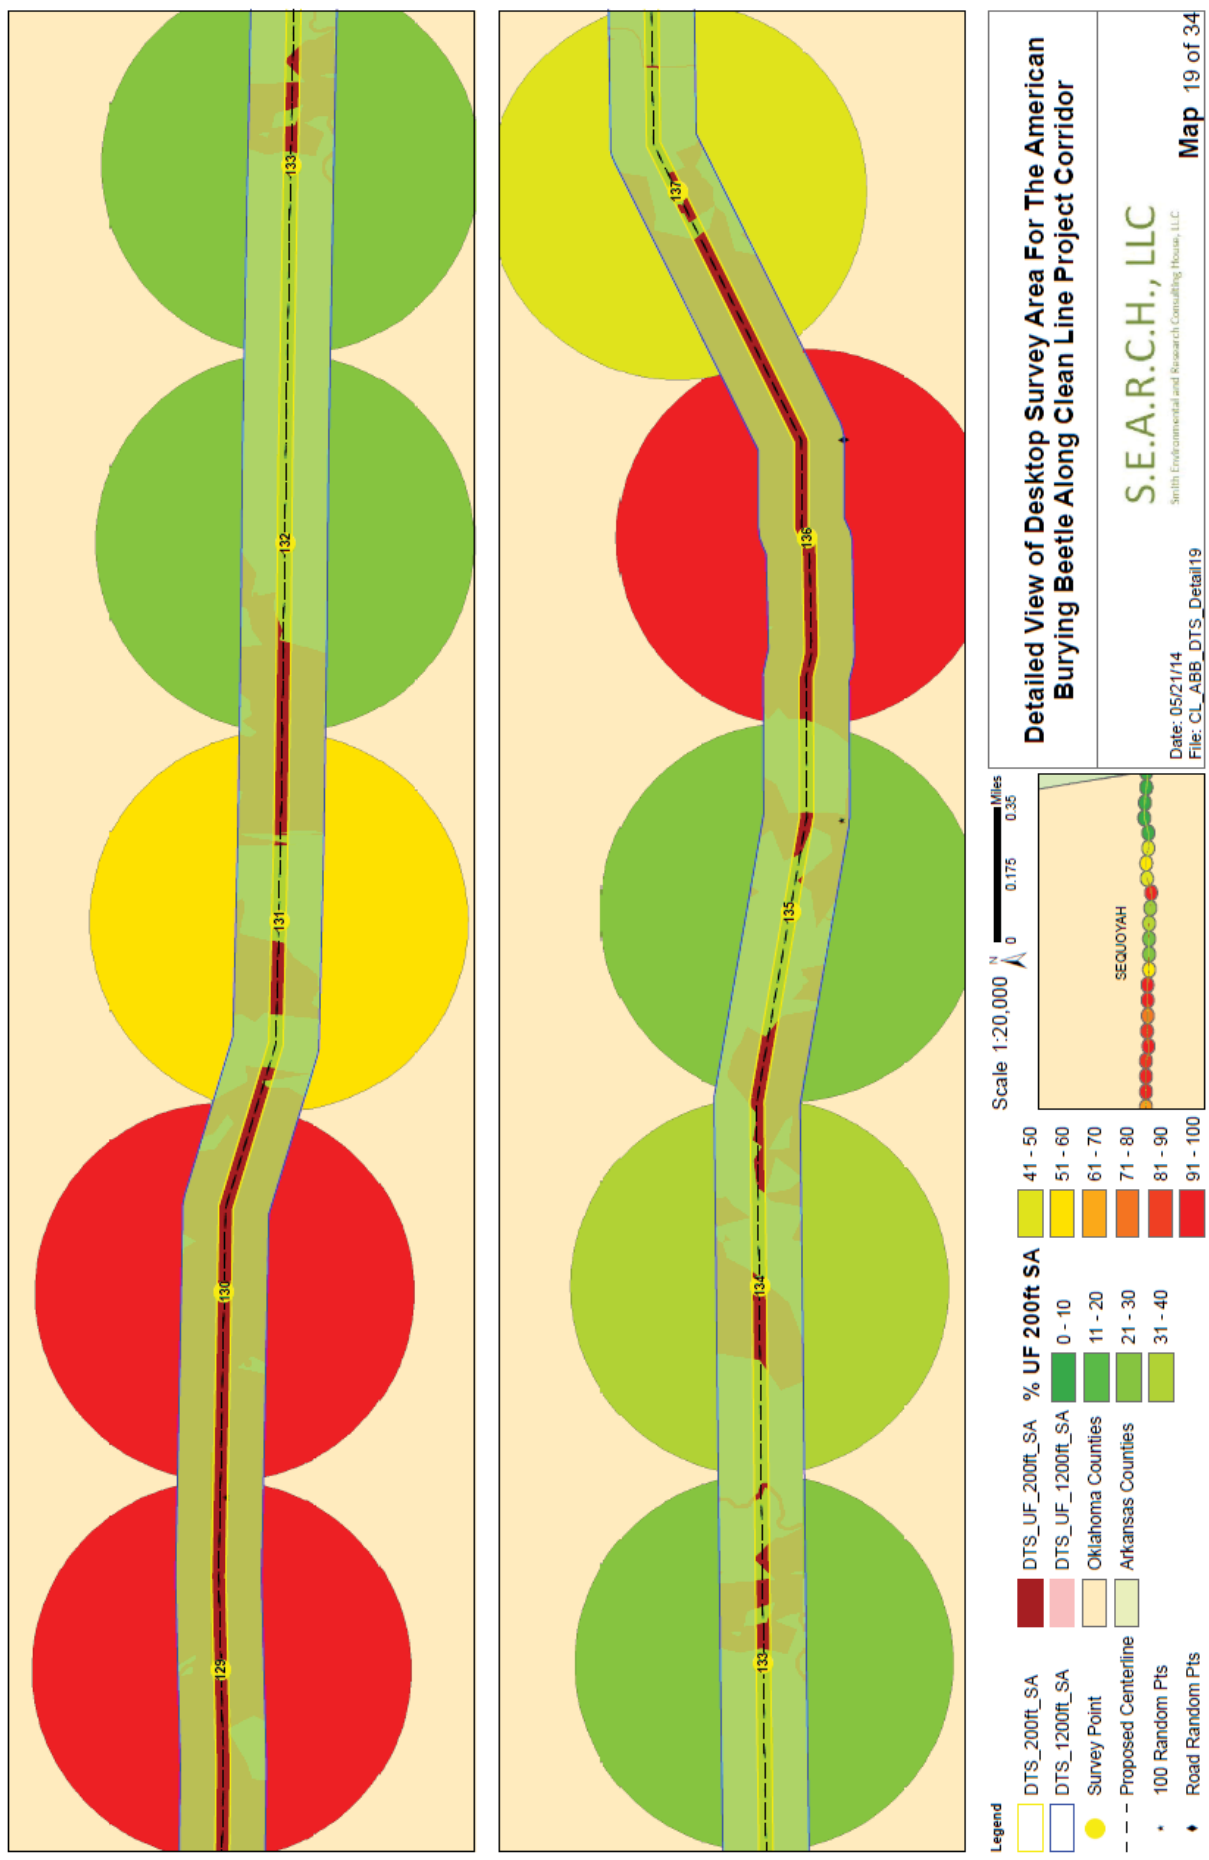 129
130
131
132
133
133
134
135
136
137
Legend
DTS_200ft_SA
DTS_1200ft_SA
Survey Point
Proposed Centerline
100 Random Pts
Road Random Pts
DTS_UF_200ft_SA
DTS_UF_1200ft_SA
Oklahoma Counties
Arkansas Counties
% UF 200ft SA
0 - 10
11 - 20
21 - 30
31 - 40
41 - 50
51 - 60
61 - 70
71 - 80
81 - 90
91 - 100
Scale 1:20,000
N
0 0.175 0.35
Miles
SEQUOYAH
Detailed View of Desktop Survey Area For The American
Burying Beetle Along Clean Line Project Corridor
S.E.A.R.C.H., LLC
Smith Environmental and Research Consulting House, LLC
Date: 05/21/14
File: CL_ABB_DTS_Detail19
Map 19 of 34